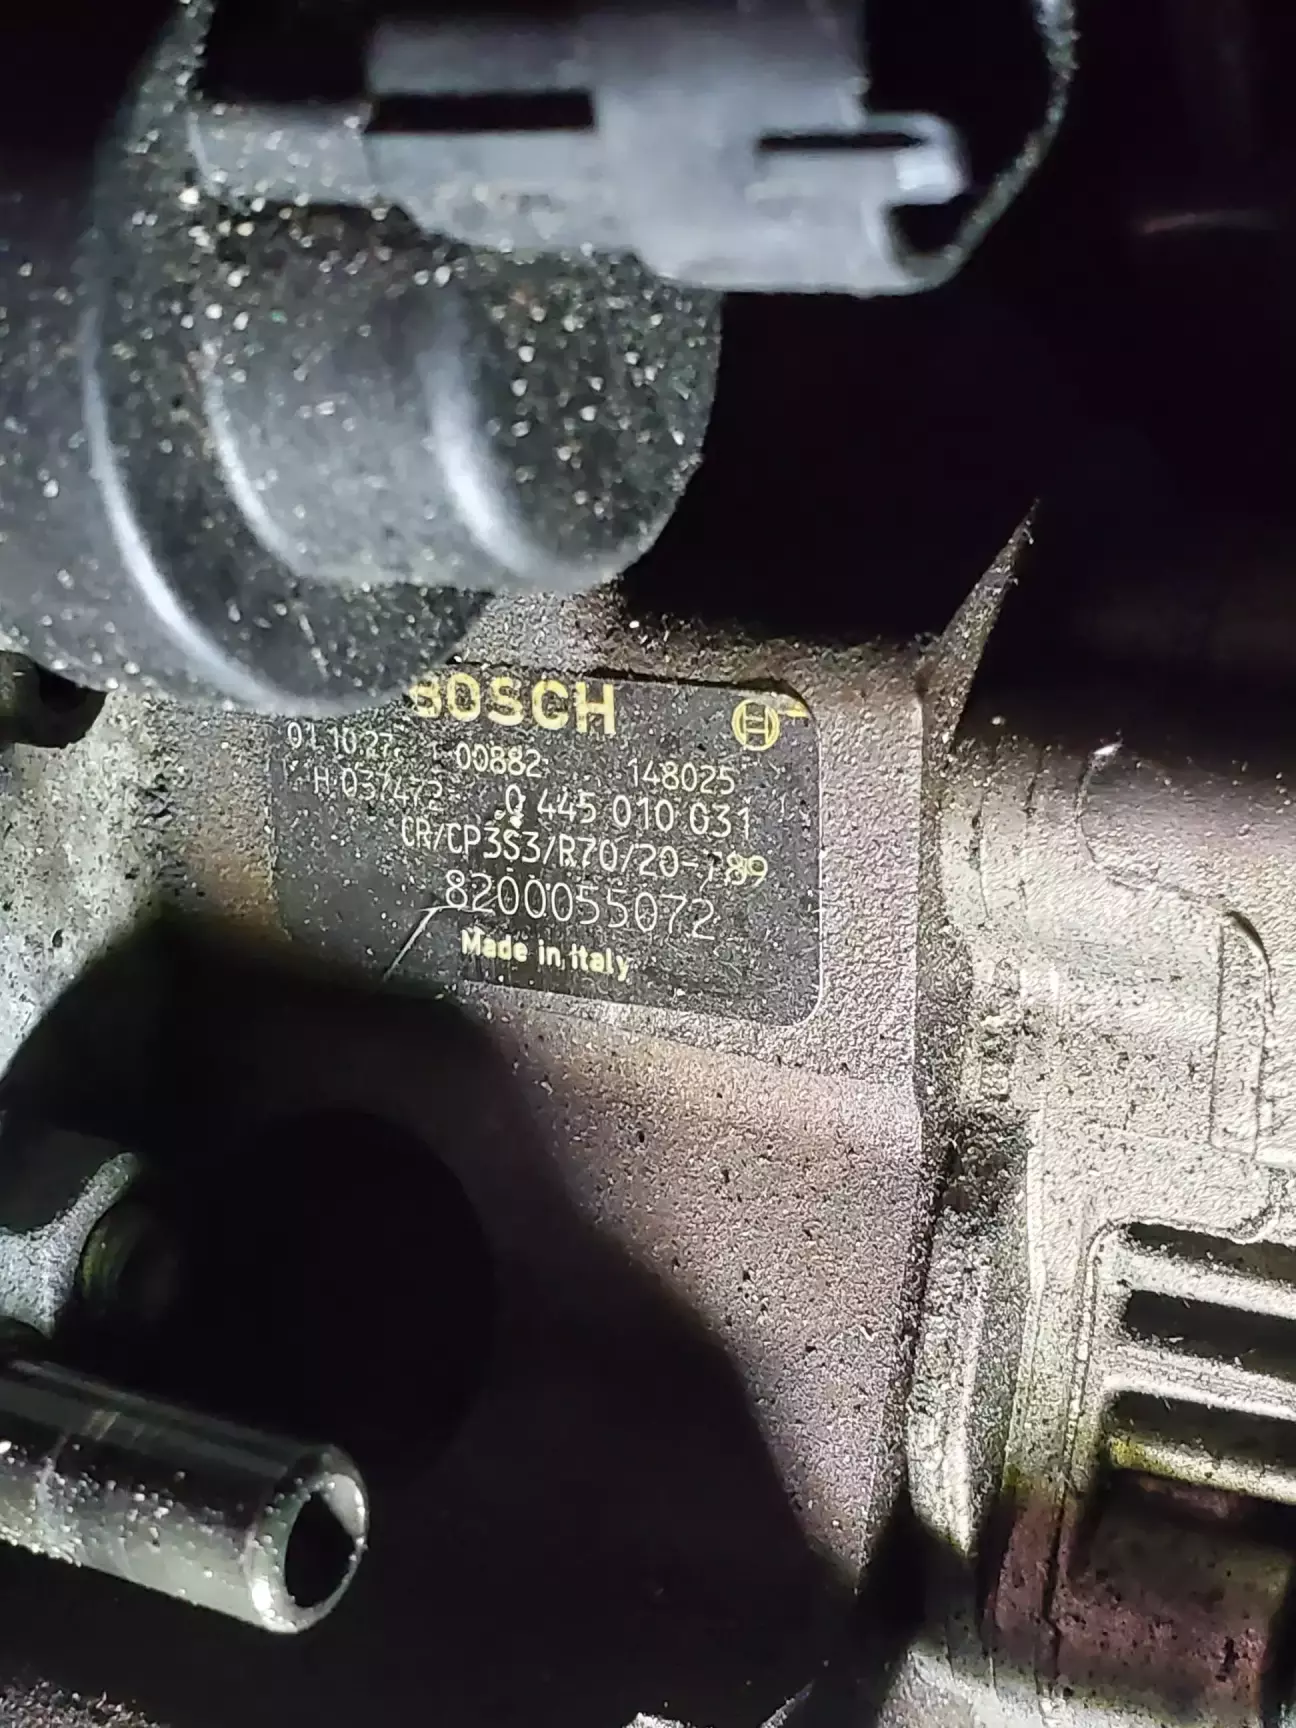 BOSCH
01.10.27. 1 00882 148025
H 037472 0 445 010 031
CR/CP3S3/R70/20-789
8200055072
Made in Italy